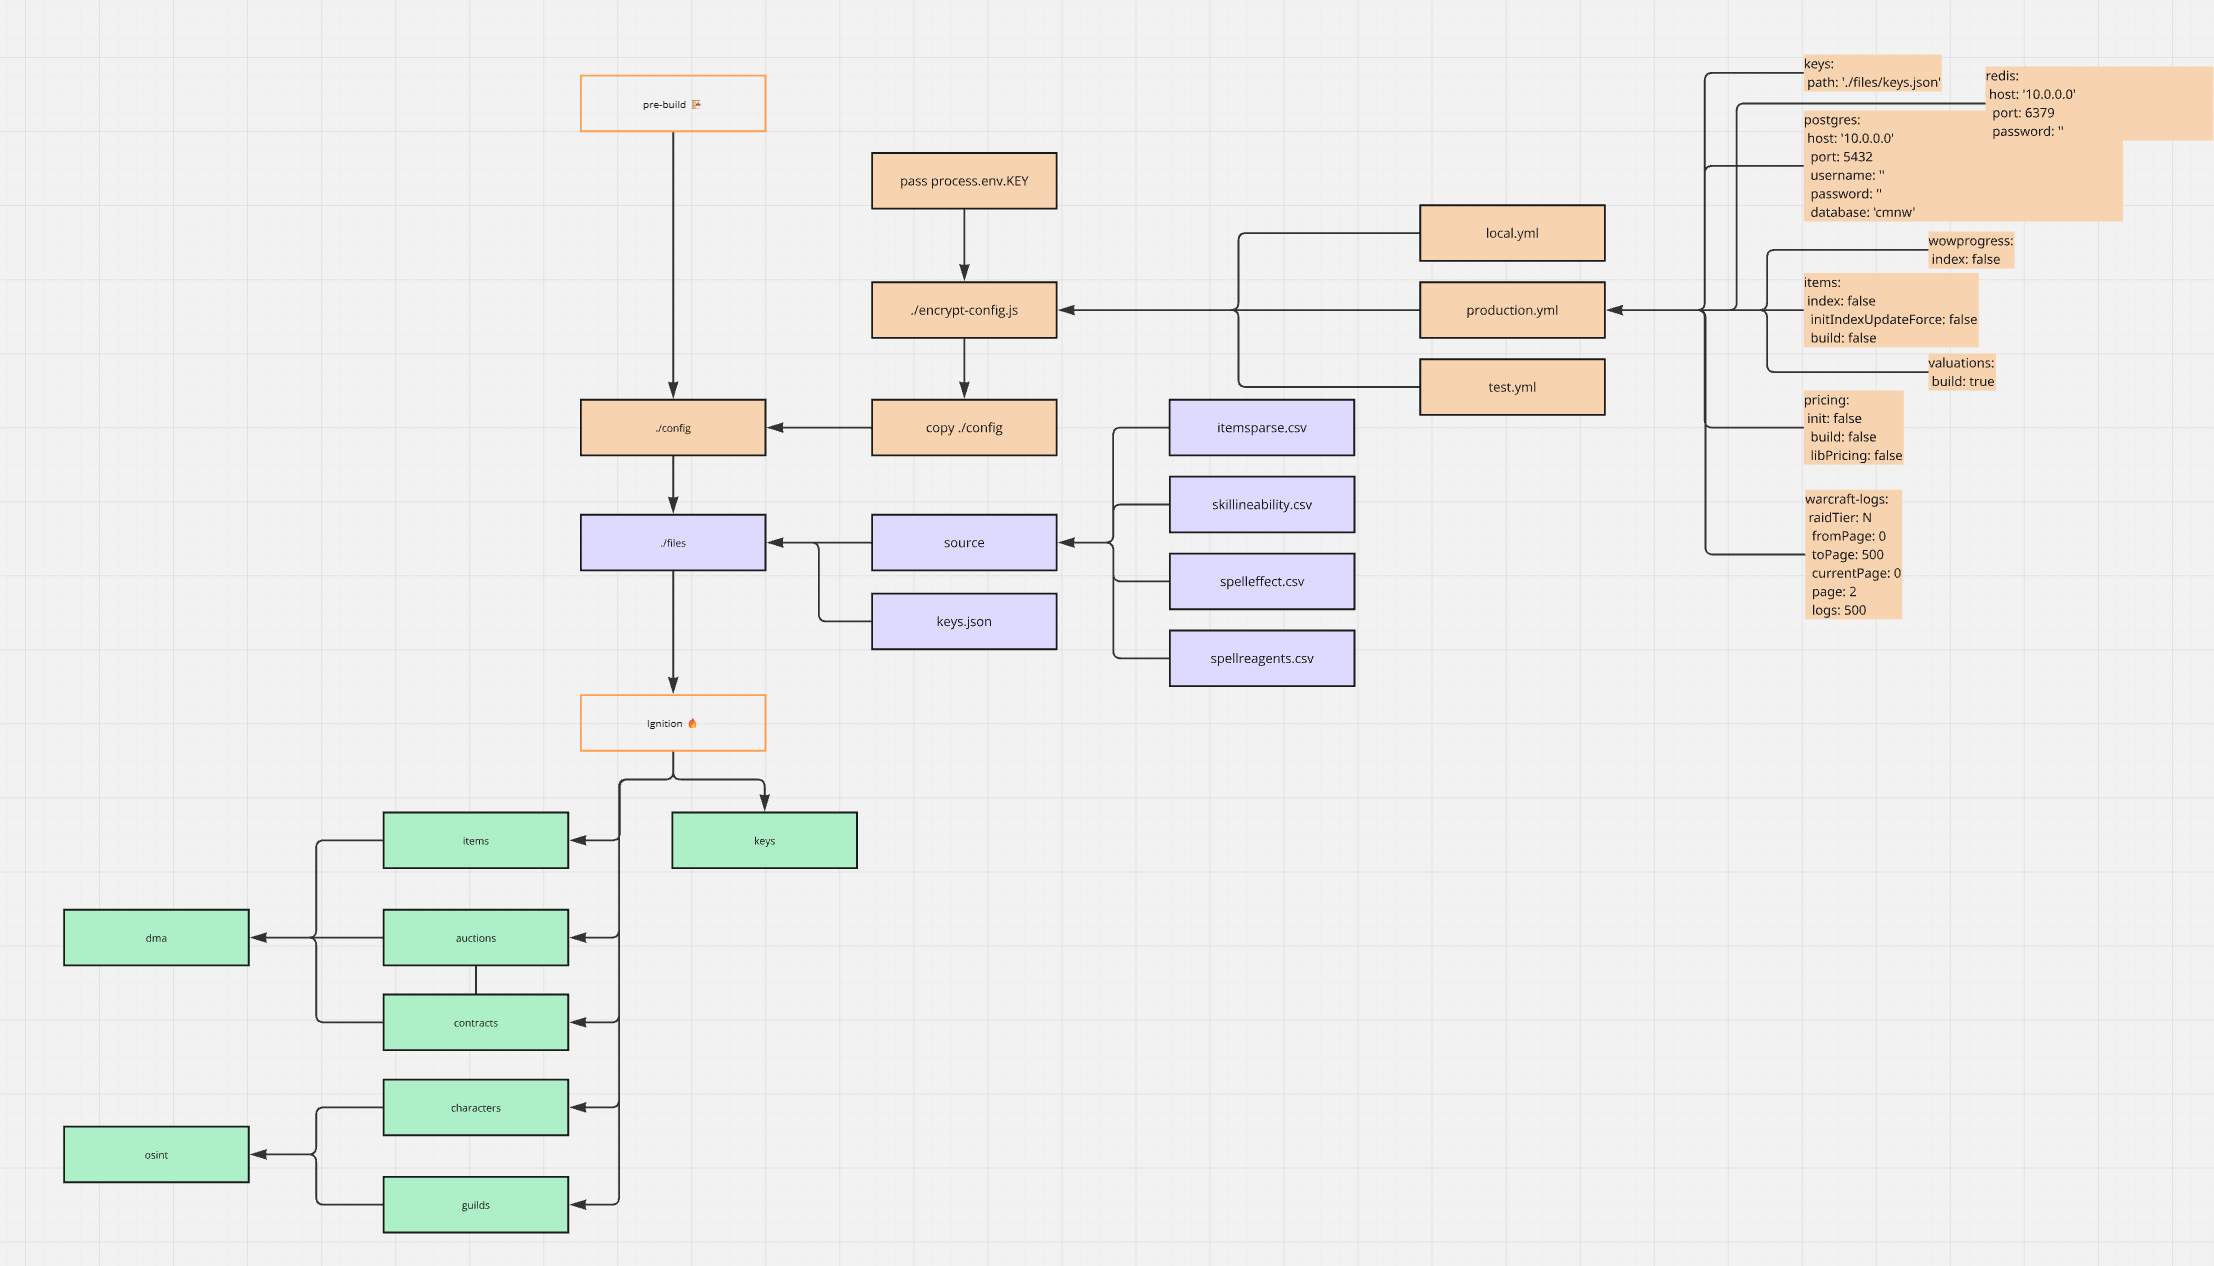 pre-build
pass process.env.KEY
./encrypt-config.js
./config
copy ./config
./files
source
keys.json
local.yml
production.yml
test.yml
itemsparse.csv
skillineability.csv
spelleffect.csv
spellreagents.csv
keys:
path: './files/keys.json'
redis:
host: '10.0.0.0'
port: 6379
password: ''
postgres:
host: '10.0.0.0'
port: 5432
username: ''
password: ''
database: 'cmnw'
wowprogress:
index: false
items:
index: false
initIndexUpdateForce: false
build: false
valuations:
build: true
pricing:
init: false
build: false
libPricing: false
warcraft-logs:
raidTier: N
fromPage: 0
toPage: 500
currentPage: 0
page: 2
logs: 500
Ignition 🔥
items
keys
dma
auctions
contracts
characters
osint
guilds